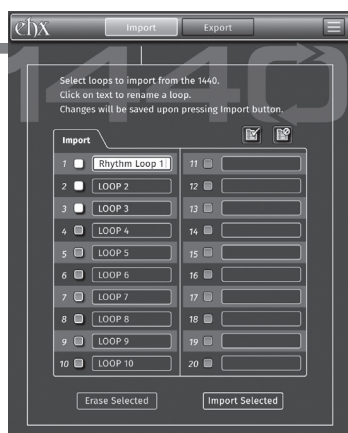 ehx Import Export
1440
Select loops to import from the 1440.
Click on text to rename a loop.
Changes will be saved upon pressing Import button.
Import
1 Rhythm Loop 1 11
2 LOOP 2 12
3 LOOP 3 13
4 LOOP 4 14
5 LOOP 5 15
6 LOOP 6 16
7 LOOP 7 17
8 LOOP 8 18
9 LOOP 9 19
10 LOOP 10 20
Erase Selected Import Selected